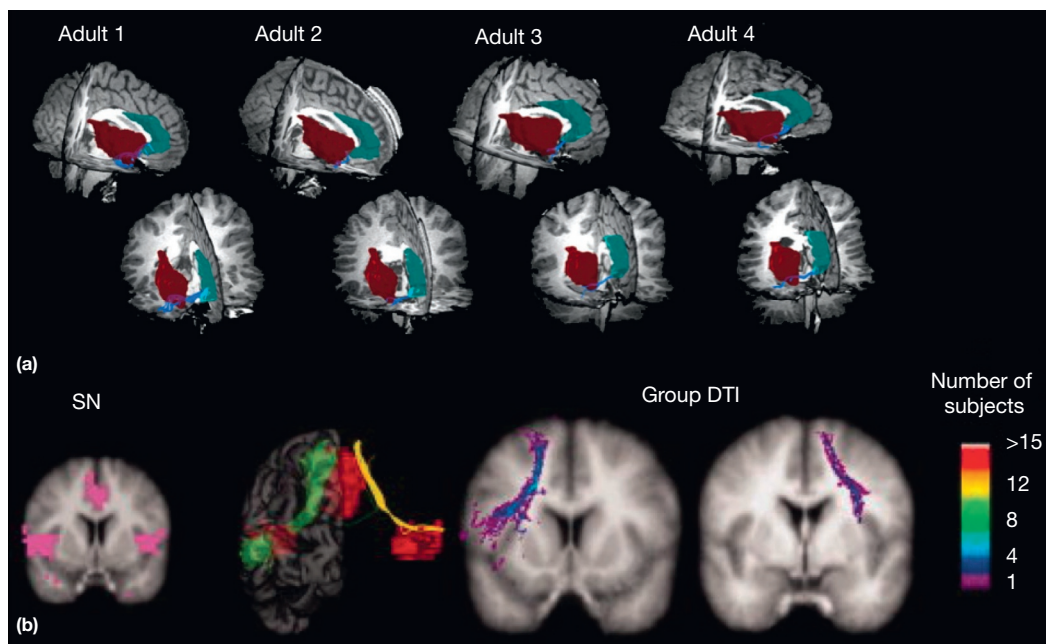 Adult 1
Adult 2
Adult 3
Adult 4
(a)
SN
Group DTI
Number of
subjects
>15
12
8
4
1
(b)